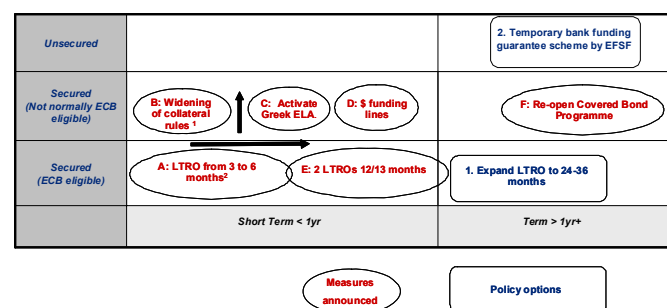 Unsecured
2. Temporary bank funding
guarantee scheme by EFSF
Secured
(Not normally ECB
eligible)
B: Widening
of collateral
rules ¹
C: Activate
Greek ELA.
D: $ funding
lines
F: Re-open Covered Bond
Programme
Secured
(ECB eligible)
A: LTRO from 3 to 6
months²
E: 2 LTROs 12/13 months
1. Expand LTRO to 24-36
months
Short Term < 1yr
Term > 1yr+
Measures
announced
Policy options